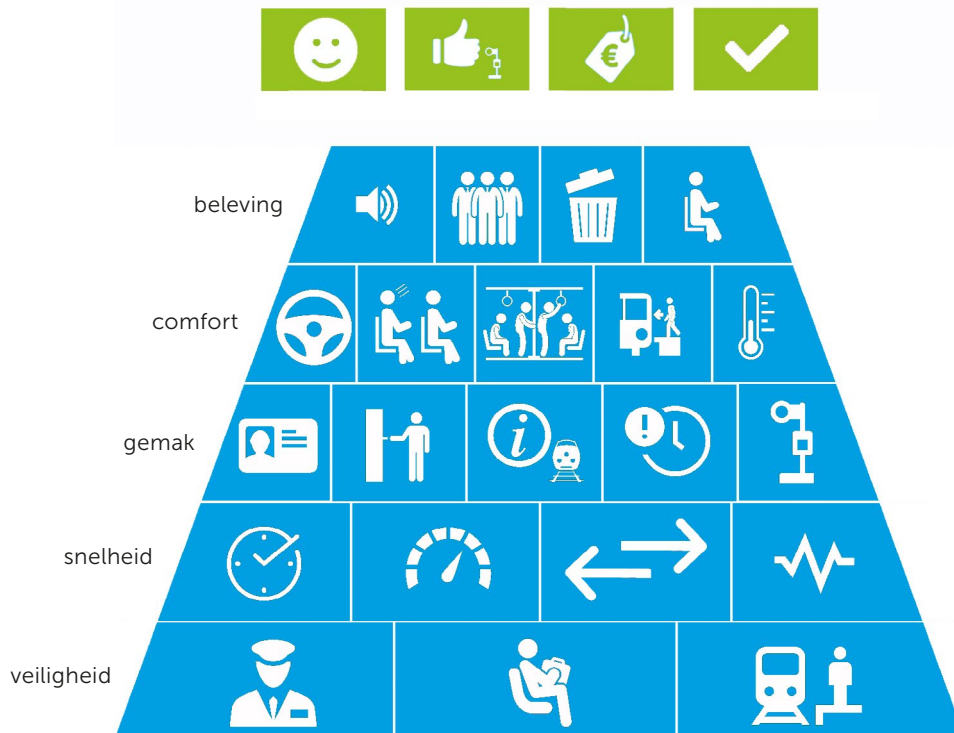 €
beleving
comfort
gemak
i
!
snelheid
veiligheid